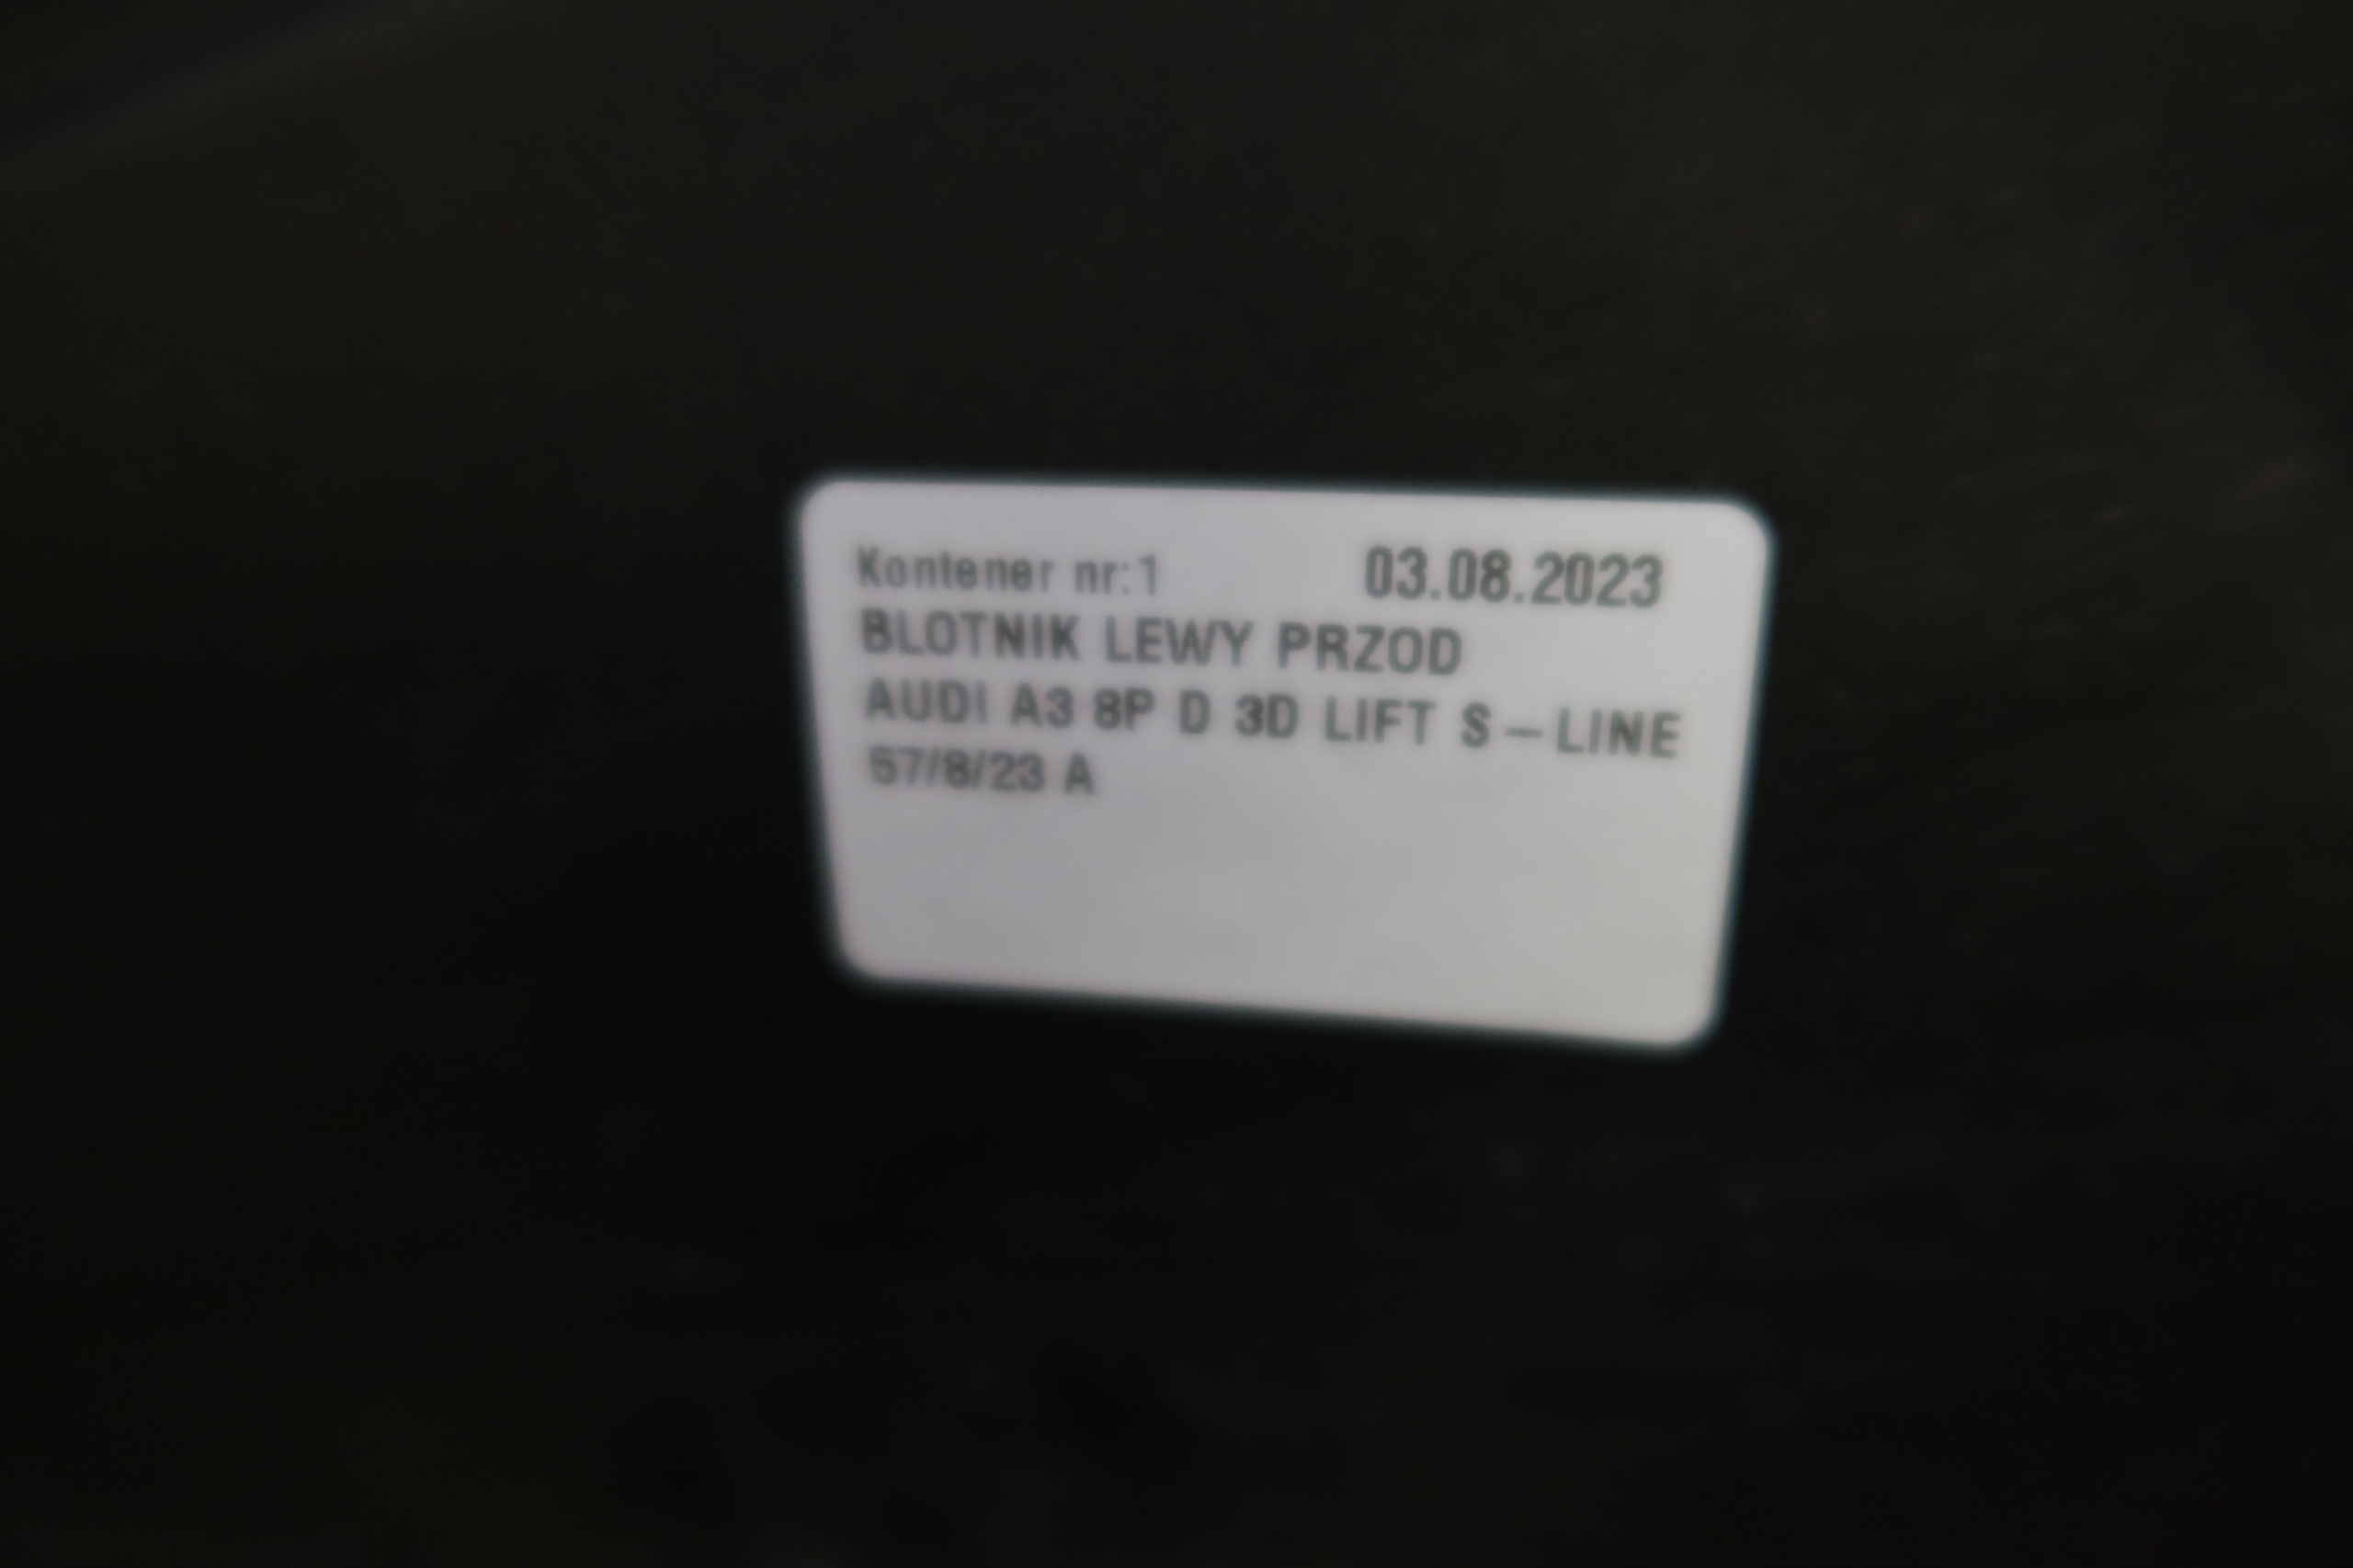 Kontener nr:1 03.08.2023
BLOTNIK LEWY PRZOD
AUDI A3 8P D 3D LIFT S-LINE
57/8/23 A